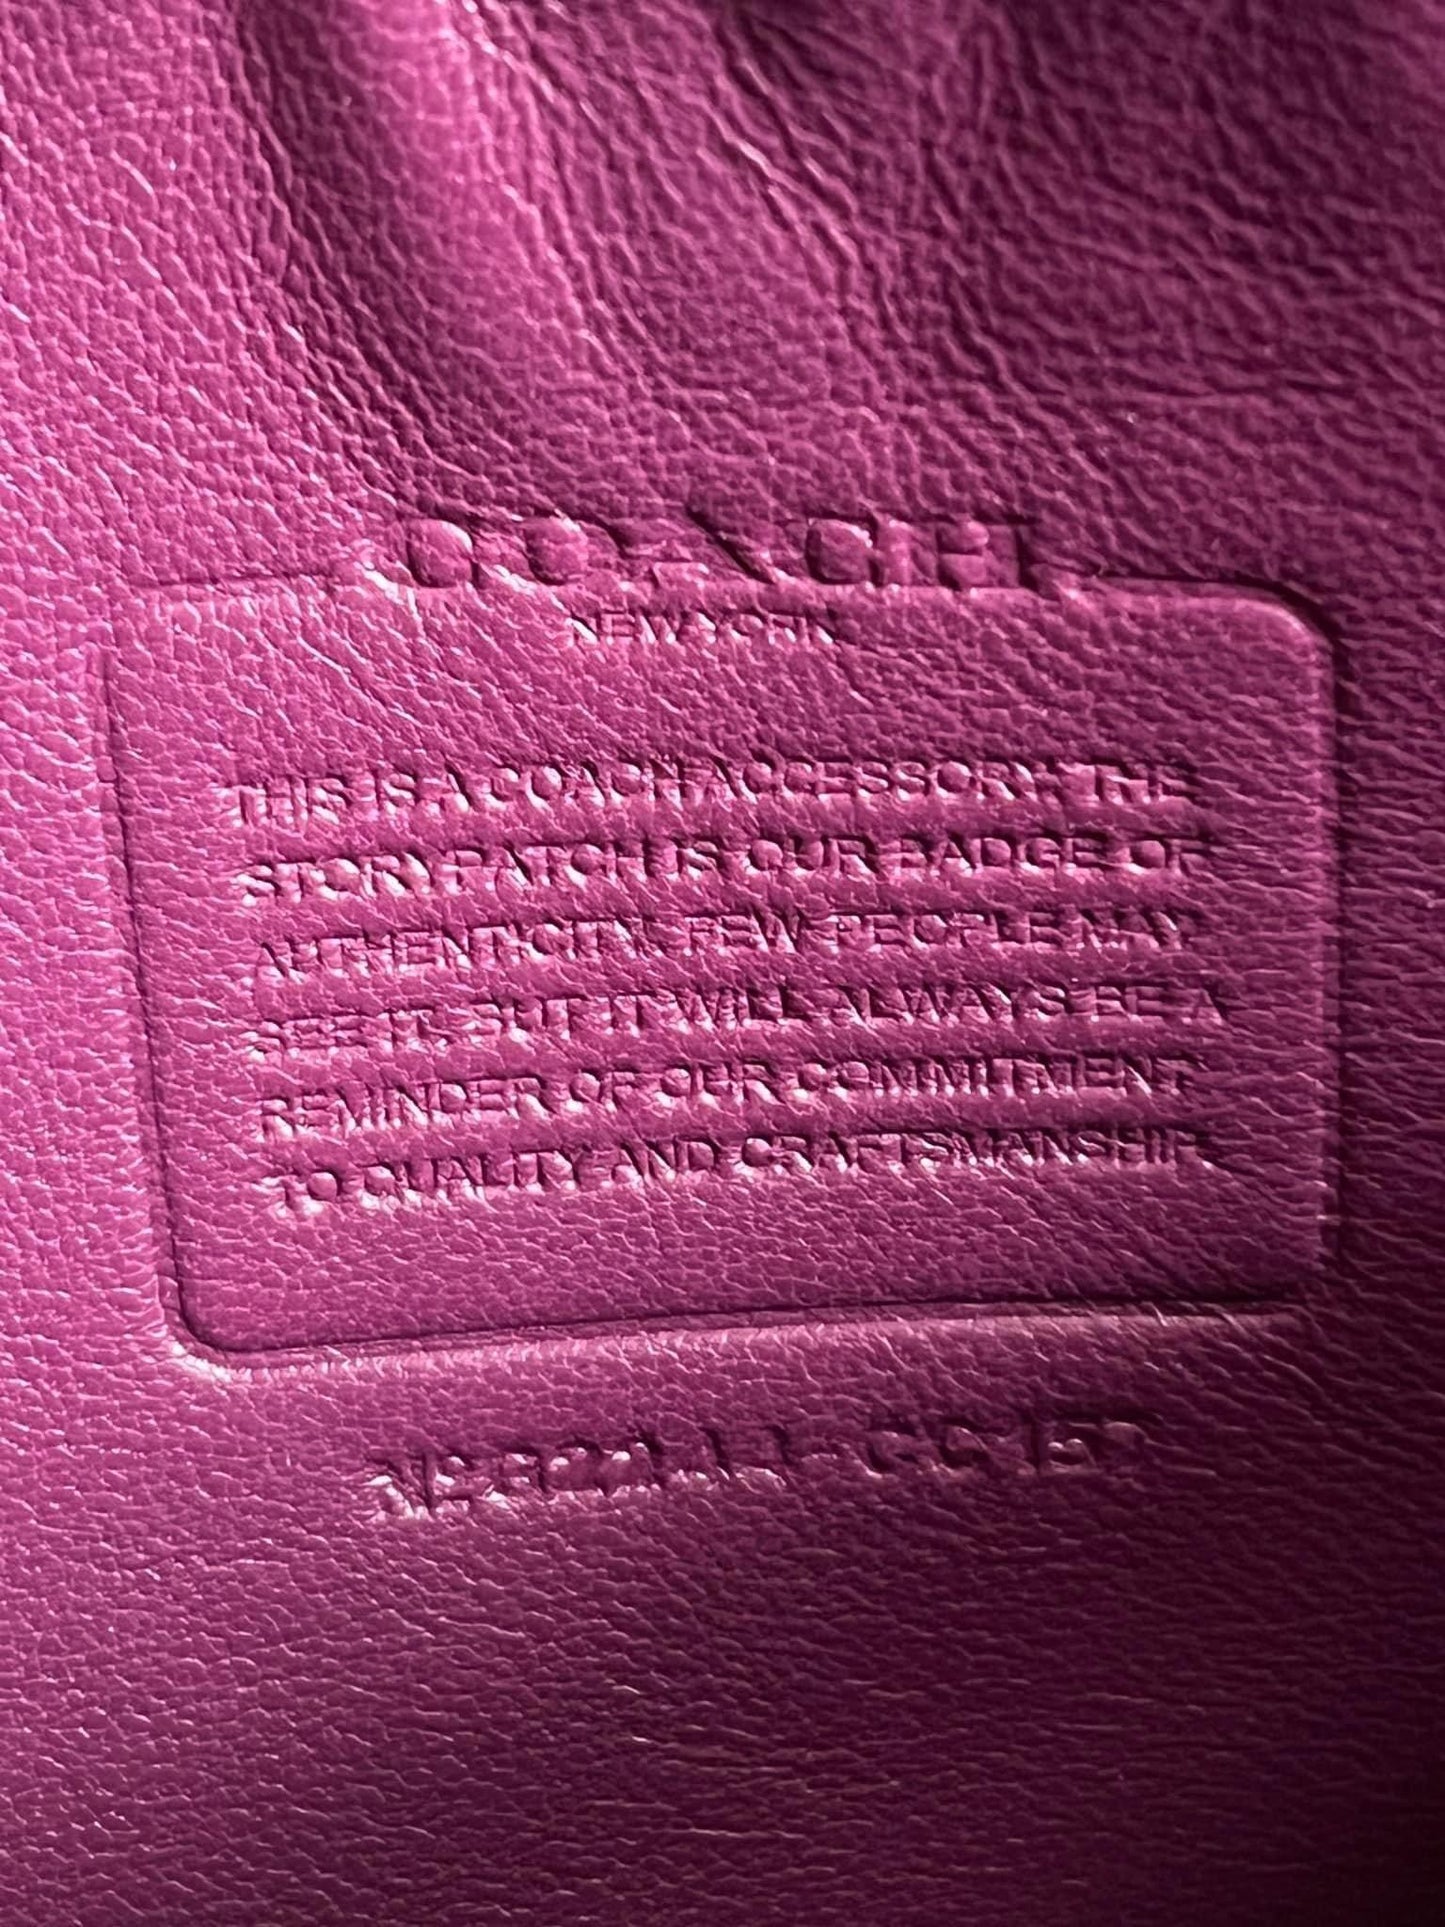 COACH
NEW YORK
THIS IS A COACH ACCESSORY. THE
STORY PATCH IS OUR BADGE OF
AUTHENTICITY. FEW PEOPLE MAY
SEE IT, BUT IT WILL ALWAYS BE A
REMINDER OF OUR COMMITMENT
TO QUALITY AND CRAFTSMANSHIP.